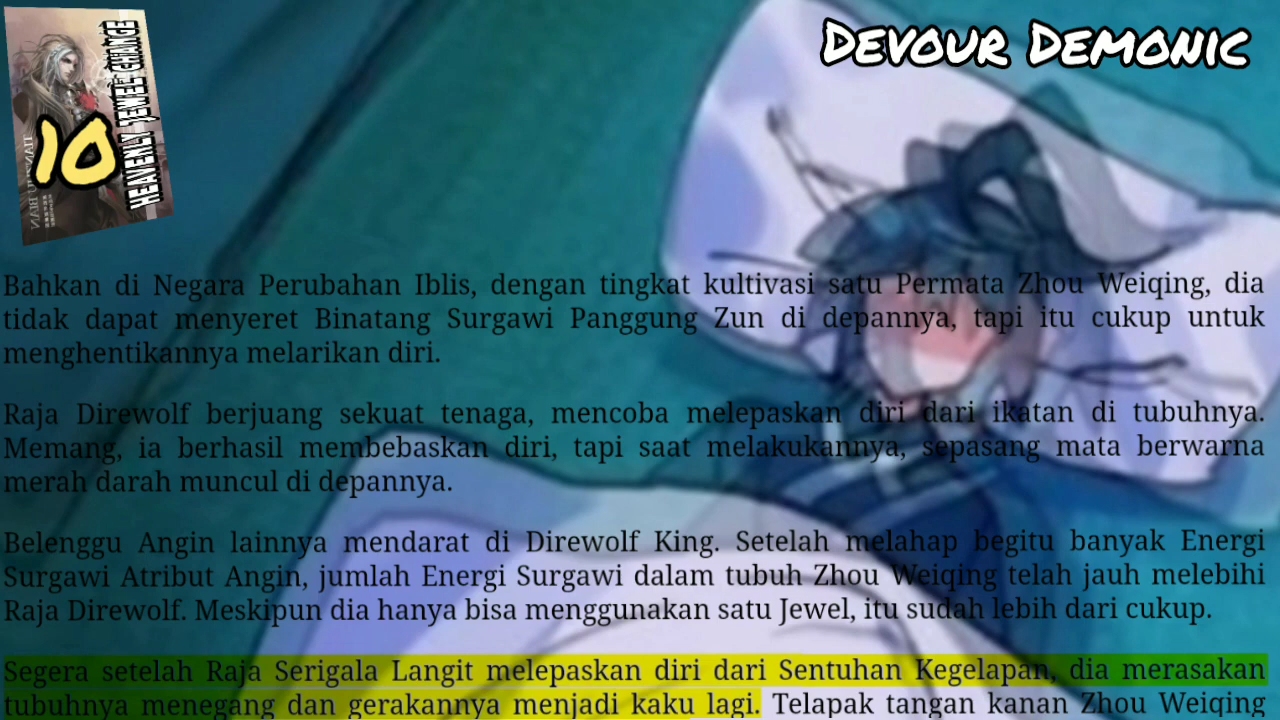 DEVOUR DEMONIC
HEAVENLY JEWEL CHANGE
10
Bahkan di Negara Perubahan Iblis, dengan tingkat kultivasi satu Permata Zhou Weiqing, dia
tidak dapat menyeret Binatang Surgawi Panggung Zun di depannya, tapi itu cukup untuk
menghentikannya melarikan diri.
Raja Direwolf berjuang sekuat tenaga, mencoba melepaskan diri dari ikatan di tubuhnya.
Memang, ia berhasil membebaskan diri, tapi saat melakukannya, sepasang mata berwarna
merah darah muncul di depannya.
Belenggu Angin lainnya mendarat di Direwolf King. Setelah melahap begitu banyak Energi
Surgawi Atribut Angin, jumlah Energi Surgawi dalam tubuh Zhou Weiqing telah jauh melebihi
Raja Direwolf. Meskipun dia hanya bisa menggunakan satu Jewel, itu sudah lebih dari cukup.
Segera setelah Raja Serigala Langit melepaskan diri dari Sentuhan Kegelapan, dia merasakan
tubuhnya menegang dan gerakannya menjadi kaku lagi. Telapak tangan kanan Zhou Weiqing